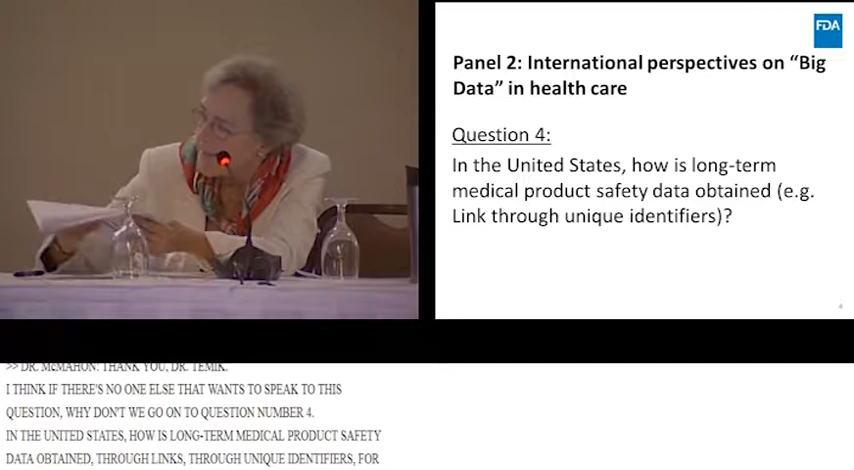 FDA
Panel 2: International perspectives on “Big
Data” in health care
Question 4:
In the United States, how is long-term
medical product safety data obtained (e.g.
Link through unique identifiers)?
4
>> DR. McMAHON: THANK YOU, DR. TEMIK.
I THINK IF THERE'S NO ONE ELSE THAT WANTS TO SPEAK TO THIS
QUESTION, WHY DON'T WE GO ON TO QUESTION NUMBER 4.
IN THE UNITED STATES, HOW IS LONG-TERM MEDICAL PRODUCT SAFETY
DATA OBTAINED, THROUGH LINKS, THROUGH UNIQUE IDENTIFIERS, FOR